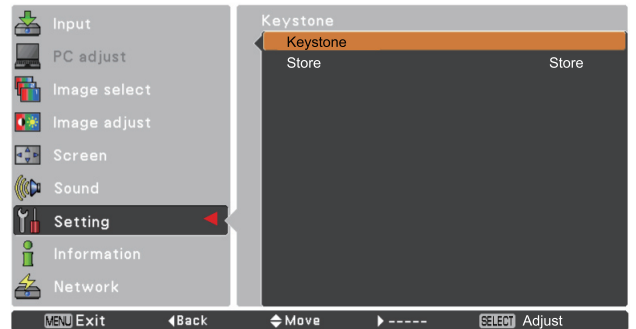 Input
PC adjust
Image select
Image adjust
Screen
Sound
Setting
Information
Network
Keystone
Keystone
Store Store
MENU Exit ◀Back ◆Move ▶ ----- SELECT Adjust